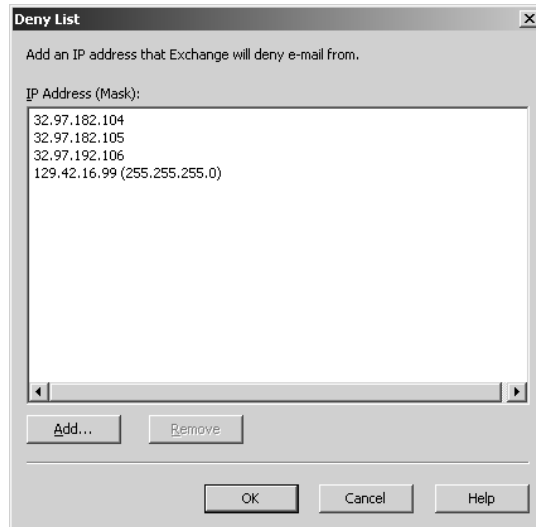 Deny List
Add an IP address that Exchange will deny e-mail from.
IP Address (Mask):
32.97.182.104
32.97.182.105
32.97.192.106
129.42.16.99 (255.255.255.0)
Add... Remove
OK Cancel Help